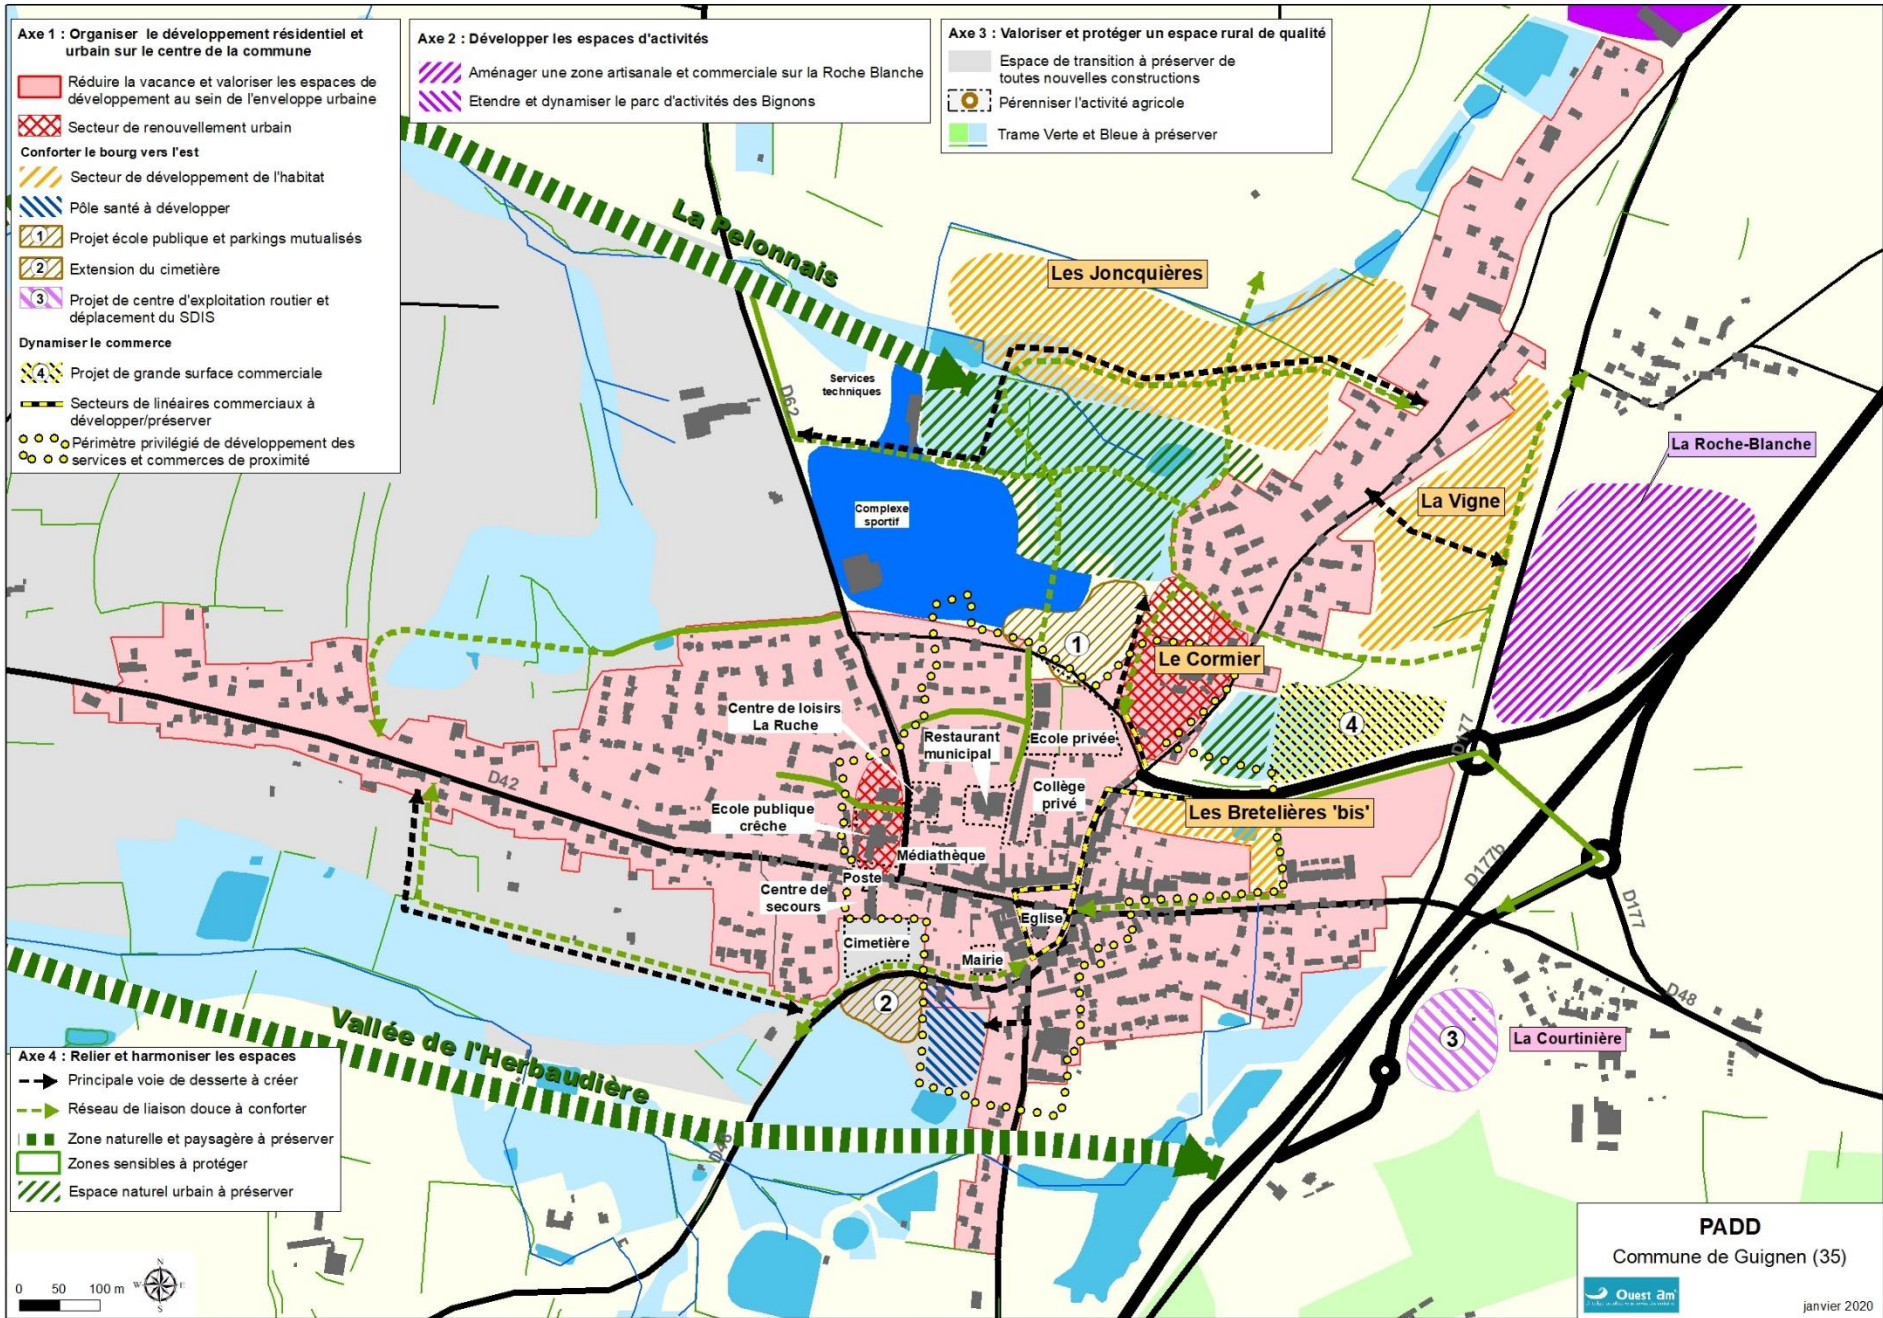 Axe 1 : Organiser le développement résidentiel et
urbain sur le centre de la commune
Réduire la vacance et valoriser les espaces de
développement au sein de l'enveloppe urbaine
Secteur de renouvellement urbain
Conforter le bourg vers l'est
Secteur de développement de l'habitat
Pôle santé à développer
1 Projet école publique et parkings mutualisés
2 Extension du cimetière
3 Projet de centre d'exploitation routier et
déplacement du SDIS
Dynamiser le commerce
4 Projet de grande surface commerciale
Secteurs de linéaires commerciaux à
développer/préserver
Périmètre privilégié de développement des
services et commerces de proximité
Axe 2 : Développer les espaces d'activités
Aménager une zone artisanale et commerciale sur la Roche Blanche
Etendre et dynamiser le parc d'activités des Bignons
Axe 3 : Valoriser et protéger un espace rural de qualité
Espace de transition à préserver de
toutes nouvelles constructions
Pérenniser l'activité agricole
Trame Verte et Bleue à préserver
La Pelonnais
Les Joncquières
Services
techniques
D62
La Roche-Blanche
La Vigne
Complexe
sportif
1
Le Cormier
4
D177
Centre de loisirs
La Ruche
Restaurant
municipal
Ecole privée
D42
Collège
privé
Les Bretelières 'bis'
Ecole publique
crêche
Médiathèque
D177b
Poste
Centre de
secours
Eglise
D177
Cimetière
Mairie
D48
2
3
La Courtinière
Vallée de l'Herbaudière
D48
Axe 4 : Relier et harmoniser les espaces
Principale voie de desserte à créer
Réseau de liaison douce à conforter
Zone naturelle et paysagère à préserver
Zones sensibles à protéger
Espace naturel urbain à préserver
0 50 100 m
N
W E
S
PADD
Commune de Guignen (35)
Ouest am'
janvier 2020